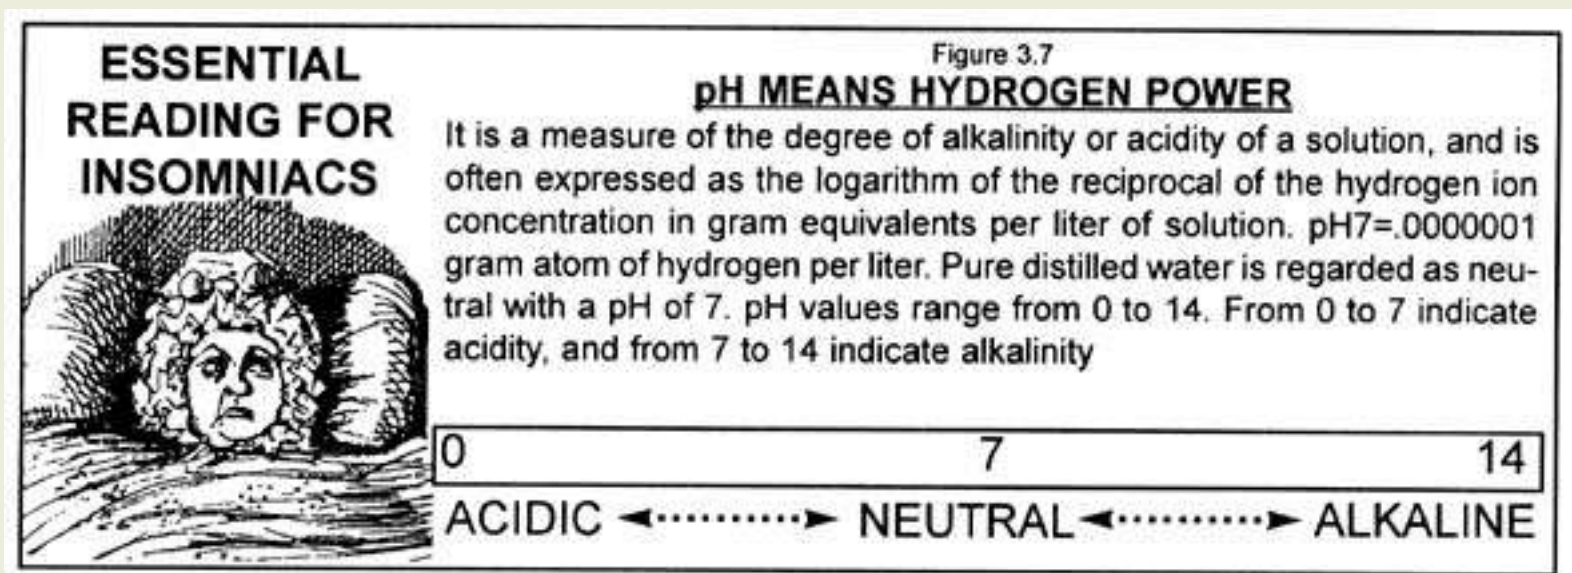 ESSENTIAL
READING FOR
INSOMNIACS
Figure 3.7
pH MEANS HYDROGEN POWER
It is a measure of the degree of alkalinity or acidity of a solution, and is
often expressed as the logarithm of the reciprocal of the hydrogen ion
concentration in gram equivalents per liter of solution. pH7=.0000001
gram atom of hydrogen per liter. Pure distilled water is regarded as neu-
tral with a pH of 7. pH values range from 0 to 14. From 0 to 7 indicate
acidity, and from 7 to 14 indicate alkalinity
0 7 14
ACIDIC NEUTRAL ALKALINE